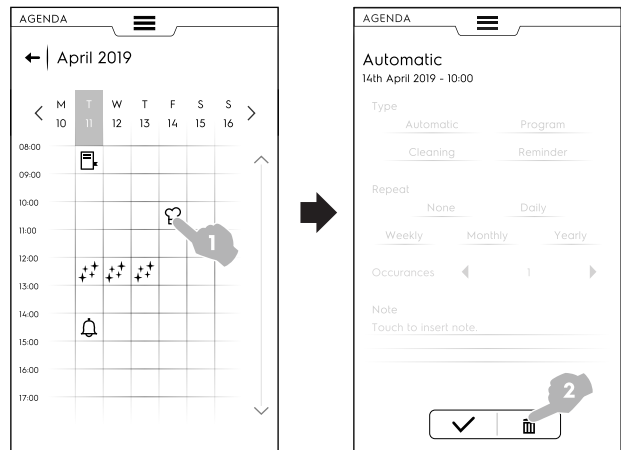 AGENDA
April 2019
M T W T F S S
10 11 12 13 14 15 16
08:00
09:00
10:00
11:00
12:00
13:00
14:00
15:00
16:00
17:00
1
AGENDA
Automatic
14th April 2019 - 10:00
Type
Automatic Program
Cleaning Reminder
Repeat
None Daily
Weekly Monthly Yearly
Occurances 1
Note
Touch to insert note.
2